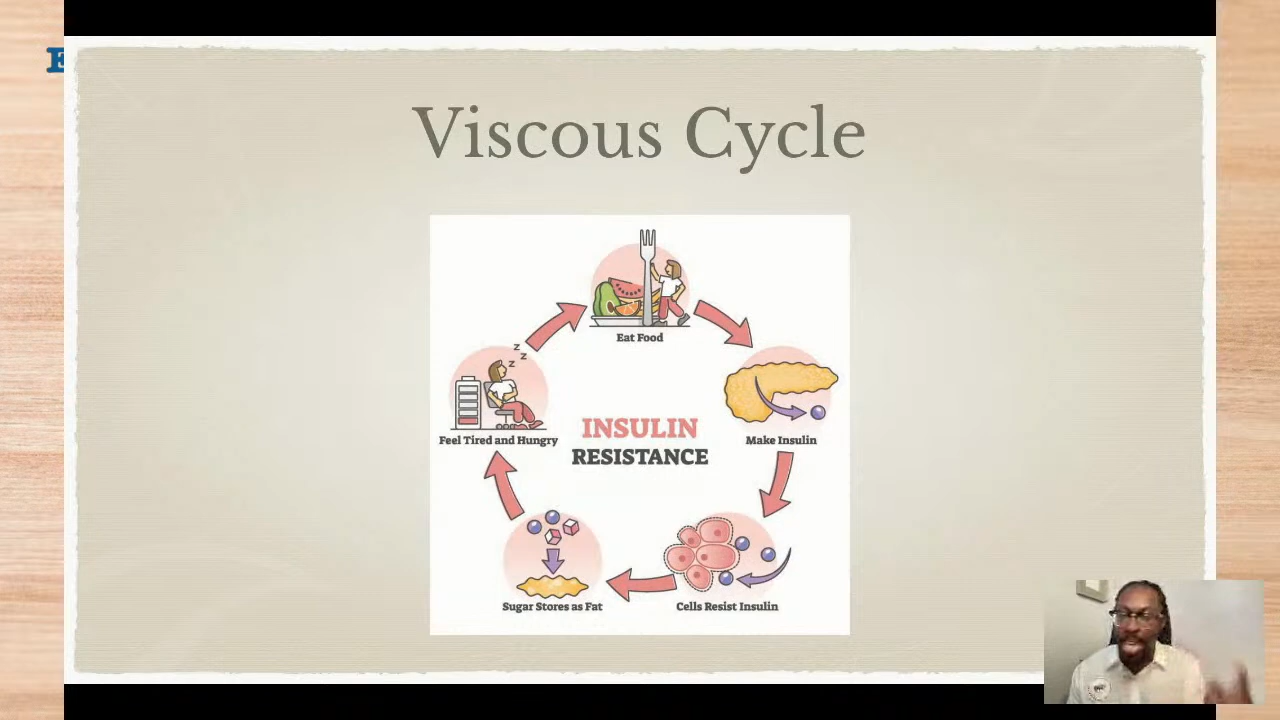 E
Viscous Cycle
Eat Food
z
z
z
Feel Tired and Hungry
Make Insulin
INSULIN
RESISTANCE
Sugar Stores as Fat
Cells Resist Insulin